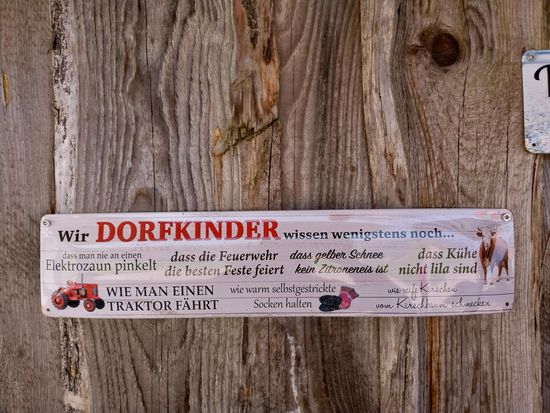 Wir DORFKINDER wissen wenigstens noch...
dass man nie an einen
Elektrozaun pinkelt
dass die Feuerwehr
die besten Feste feiert
dass gelber Schnee
kein Zitroneneis ist
dass Kühe
nicht lila sind
WIE MAN EINEN
TRAKTOR FÄHRT
wie warm selbstgestrickte
Socken halten
wie reife Kirschen
vom Kirschbaum schmecken